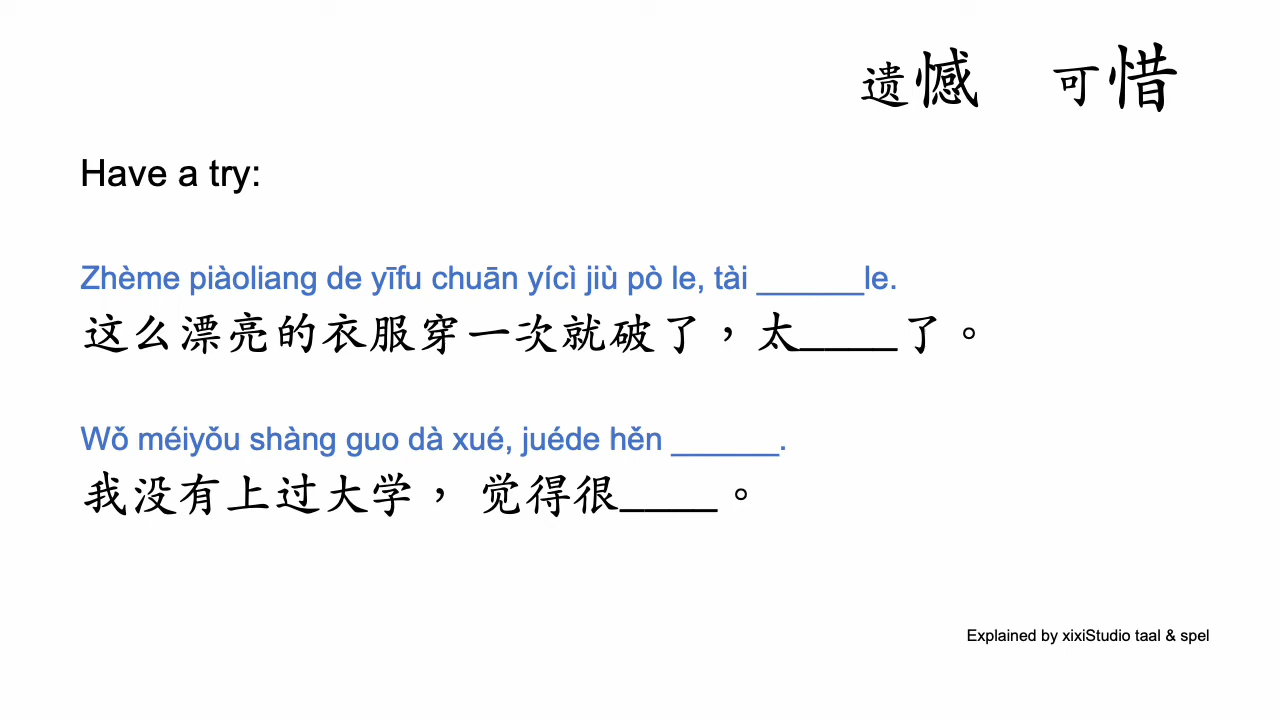 遗憾 可惜
Have a try:
Zhème piàoliang de yīfu chuān yícì jiù pò le, tài ______le.
这么漂亮的衣服穿一次就破了，太____了。
Wǒ méiyǒu shàng guo dà xué, juéde hěn ______.
我没有上过大学， 觉得很____。
Explained by xixiStudio taal & spel